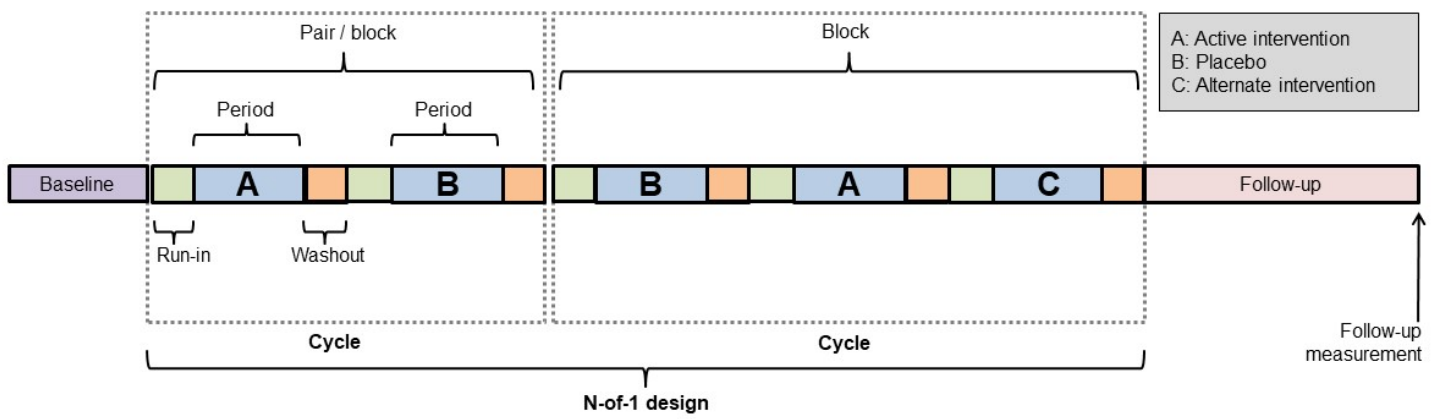 Pair / block
Block
A: Active intervention
B: Placebo
C: Alternate intervention
Period
Period
Baseline
A
B
B
A
C
Follow-up
Run-in
Washout
Cycle
Cycle
Follow-up
measurement
N-of-1 design